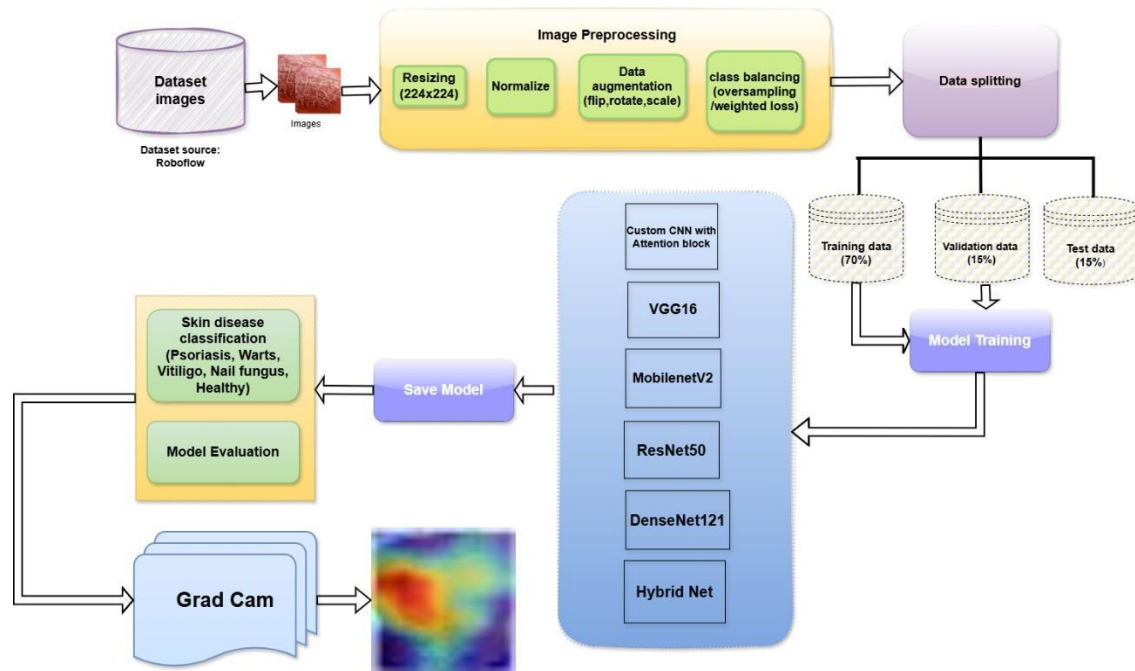 Image Preprocessing
Dataset
images
Images
Dataset source:
Roboflow
Resizing
(224x224)
Normalize
Data
augmentation
(flip,rotate,scale)
class balancing
(oversampling
/weighted loss)
Data splitting
Training data
(70%)
Validation data
(15%)
Test data
(15%)
Model Training
Custom CNN with
Attention block
VGG16
MobilenetV2
ResNet50
DenseNet121
Hybrid Net
Save Model
Skin disease
classification
(Psoriasis, Warts,
Vitiligo, Nail fungus,
Healthy)
Model Evaluation
Grad Cam